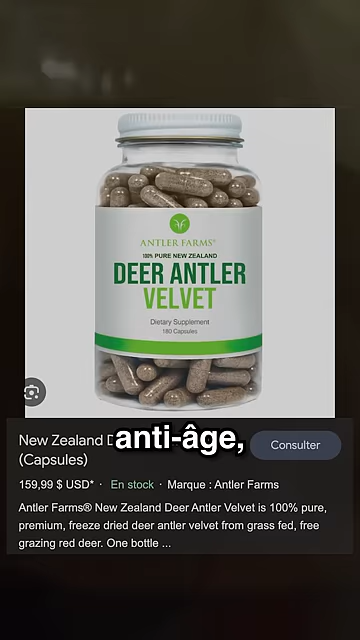 ANTLER FARMS®
100% PURE NEW ZEALAND
DEER ANTLER
VELVET
Dietary Supplement
180 Capsules
New Zealand
anti-âge,
(Capsules)
Consulter
159,99 $ USD* · En stock · Marque : Antler Farms
Antler Farms® New Zealand Deer Antler Velvet is 100% pure,
premium, freeze dried deer antler velvet from grass fed, free
grazing red deer. One bottle ...